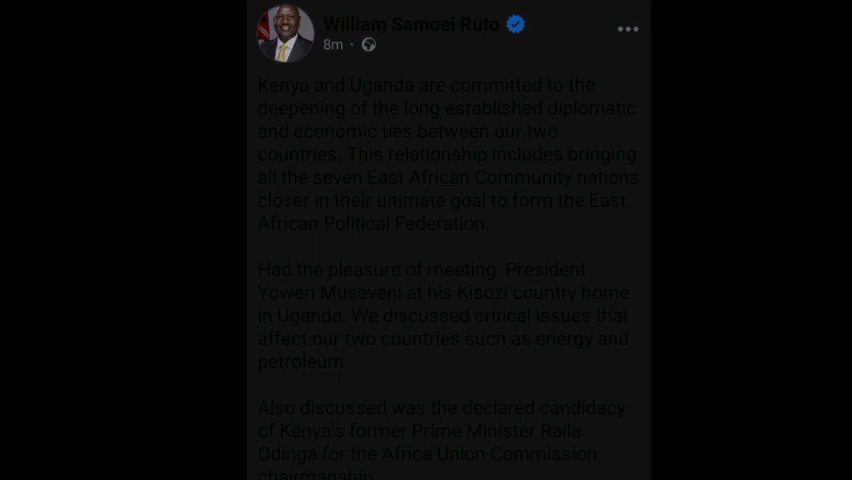 William Samoei Ruto
8m ·
Kenya and Uganda are committed to the
deepening of the long-established diplomatic
and economic ties between our two
countries. This relationship includes bringing
all the seven East African Community nations
closer in their ultimate goal to form the East
African Political Federation.
Had the pleasure of meeting President
Yoweri Museveni at his Kisozi country home
in Uganda. We discussed critical issues that
affect our two countries such as energy and
petroleum.
Also discussed was the declared candidacy
of Kenya's former Prime Minister Raila
Odinga for the Africa Union Commission
chairmanship